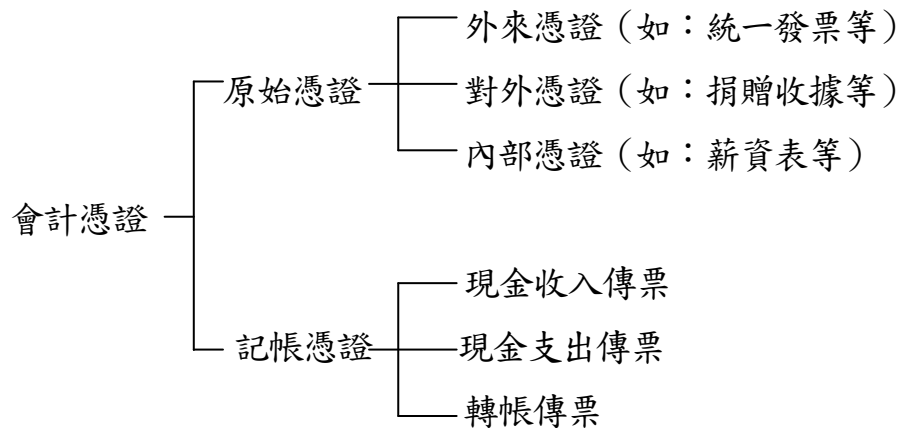 外來憑證（如：統一發票等）
原始憑證
對外憑證（如：捐贈收據等）
內部憑證（如：薪資表等）
會計憑證
現金收入傳票
記帳憑證
現金支出傳票
轉帳傳票